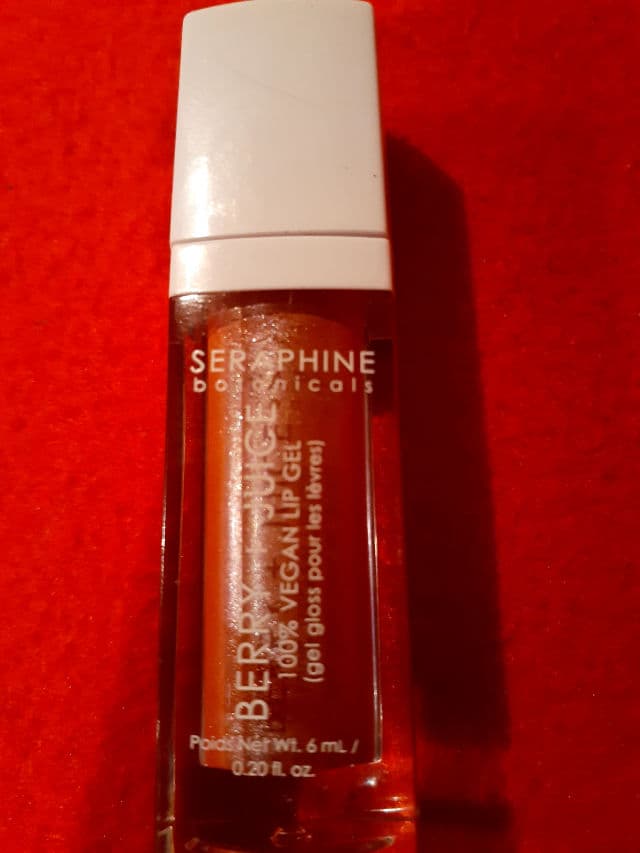 SERAPHINE
botanicals
BERRY + JUICE
100% VEGAN LIP GEL
(gel gloss pour les lèvres)
Poids Net Wt. 6 mL /
0.20 fl. oz.